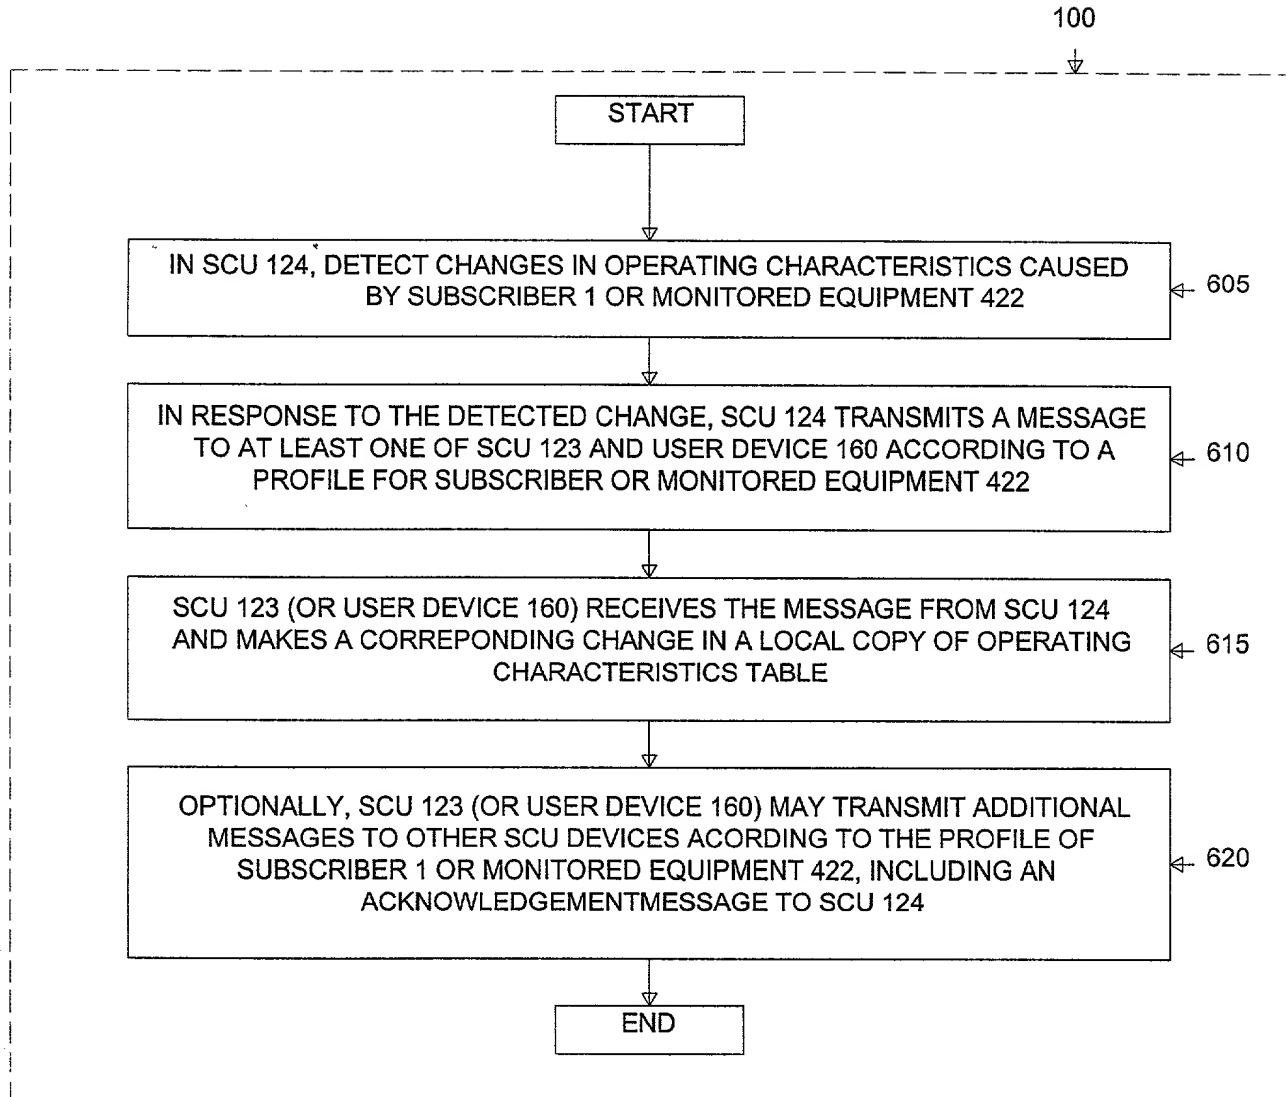 100
START
IN SCU 124, DETECT CHANGES IN OPERATING CHARACTERISTICS CAUSED
BY SUBSCRIBER 1 OR MONITORED EQUIPMENT 422
605
IN RESPONSE TO THE DETECTED CHANGE, SCU 124 TRANSMITS A MESSAGE
TO AT LEAST ONE OF SCU 123 AND USER DEVICE 160 ACCORDING TO A
PROFILE FOR SUBSCRIBER OR MONITORED EQUIPMENT 422
610
SCU 123 (OR USER DEVICE 160) RECEIVES THE MESSAGE FROM SCU 124
AND MAKES A CORREPONDING CHANGE IN A LOCAL COPY OF OPERATING
CHARACTERISTICS TABLE
615
OPTIONALLY, SCU 123 (OR USER DEVICE 160) MAY TRANSMIT ADDITIONAL
MESSAGES TO OTHER SCU DEVICES ACORDING TO THE PROFILE OF
SUBSCRIBER 1 OR MONITORED EQUIPMENT 422, INCLUDING AN
ACKNOWLEDGEMENTMESSAGE TO SCU 124
620
END